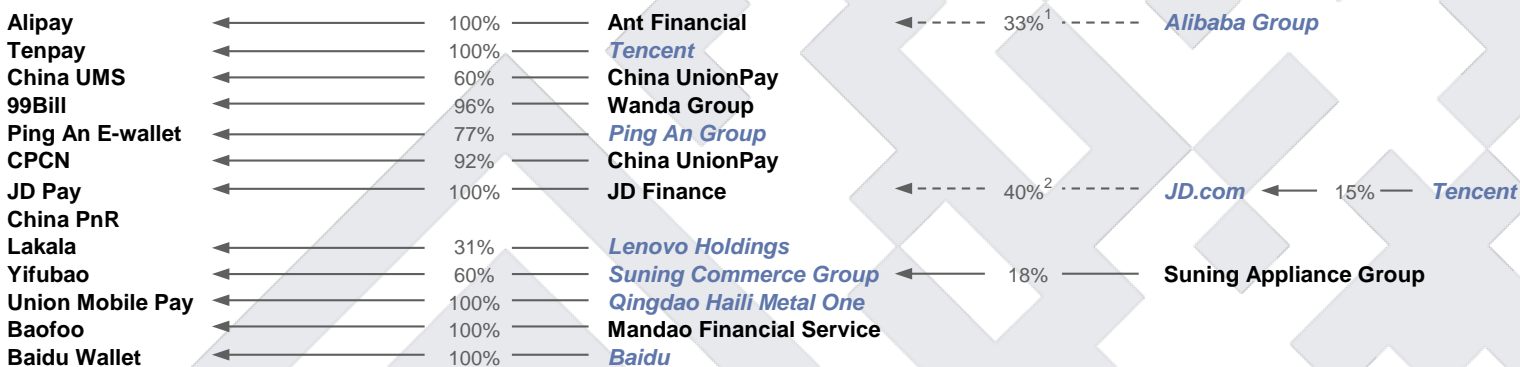 Alipay 100% Ant Financial 33%1 Alibaba Group
Tenpay 100% Tencent
China UMS 60% China UnionPay
99Bill 96% Wanda Group
Ping An E-wallet 77% Ping An Group
CPCN 92% China UnionPay
JD Pay 100% JD Finance 40%2 JD.com 15% Tencent
China PnR
Lakala 31% Lenovo Holdings
Yifubao 60% Suning Commerce Group 18% Suning Appliance Group
Union Mobile Pay 100% Qingdao Haili Metal One
Baofoo 100% Mandao Financial Service
Baidu Wallet 100% Baidu